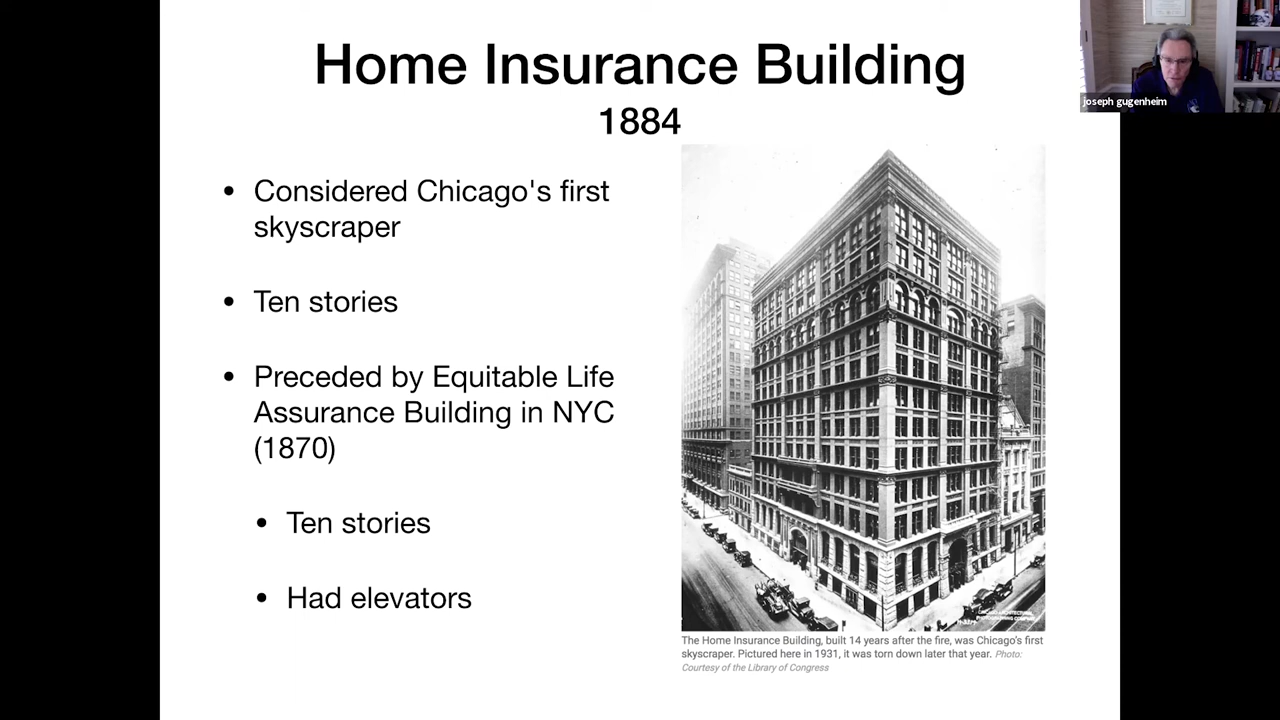 Home Insurance Building
1884
joseph gugenheim
• Considered Chicago's first
skyscraper
• Ten stories
• Preceded by Equitable Life
Assurance Building in NYC
(1870)
• Ten stories
• Had elevators
The Home Insurance Building, built 14 years after the fire, was Chicago's first
skyscraper. Pictured here in 1931, it was torn down later that year. Photo:
Courtesy of the Library of Congress